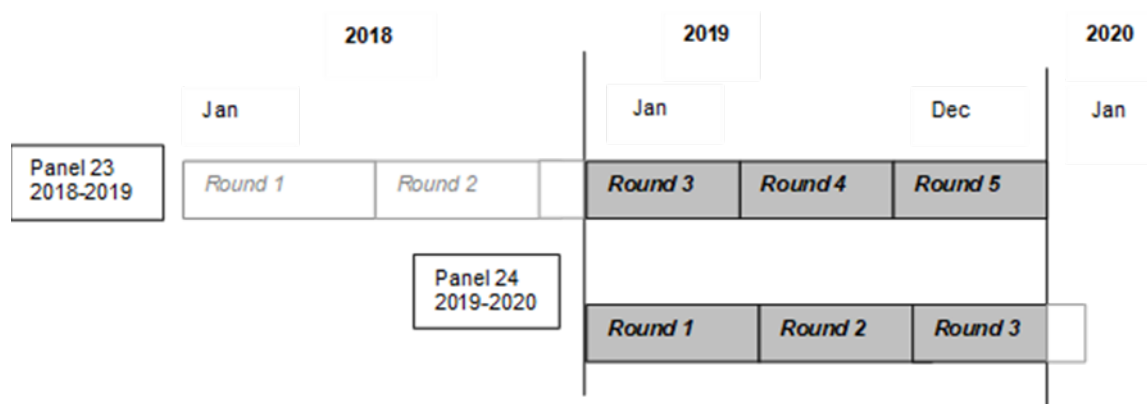 2018 2019 2020
Jan Jan Dec Jan
Panel 23
2018-2019
Round 1 Round 2 Round 3 Round 4 Round 5
Panel 24
2019-2020
Round 1 Round 2 Round 3